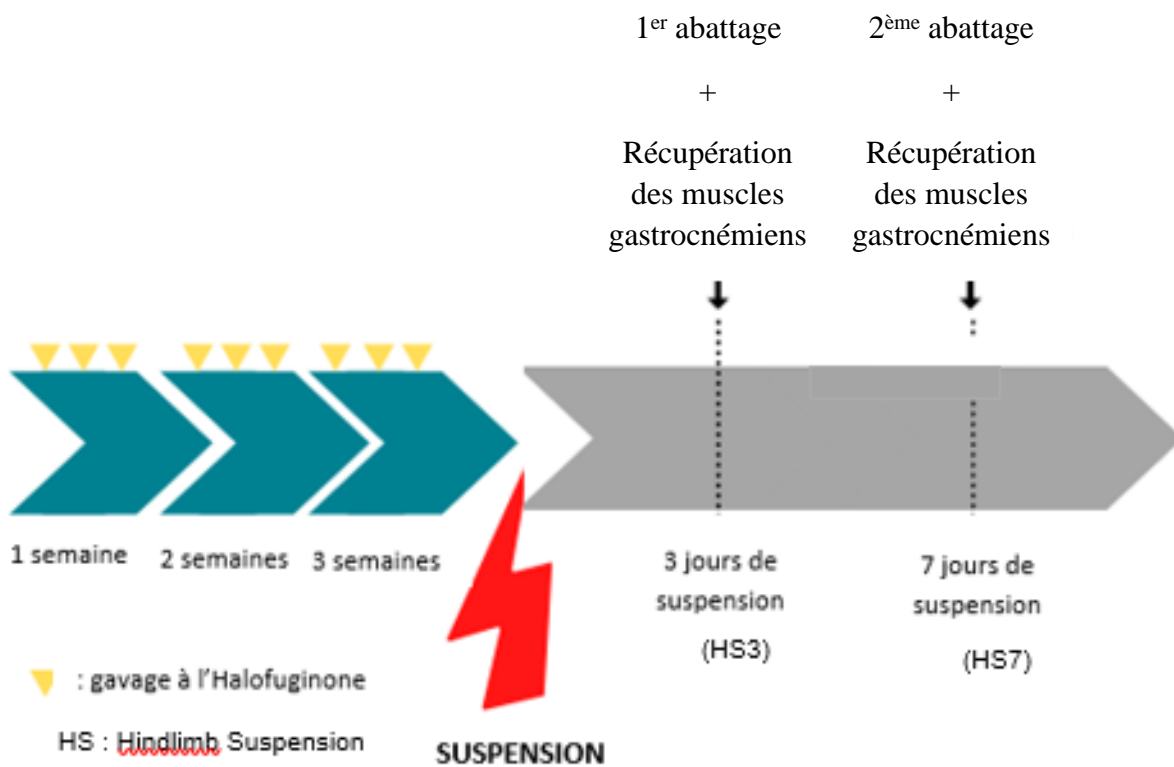 1er abattage
+
Récupération
des muscles
gastrocnémiens
2ème abattage
+
Récupération
des muscles
gastrocnémiens
1 semaine
2 semaines
3 semaines
3 jours de
suspension
(HS3)
7 jours de
suspension
(HS7)
: gavage à l'Halofuginone
HS : Hindlimb Suspension
SUSPENSION